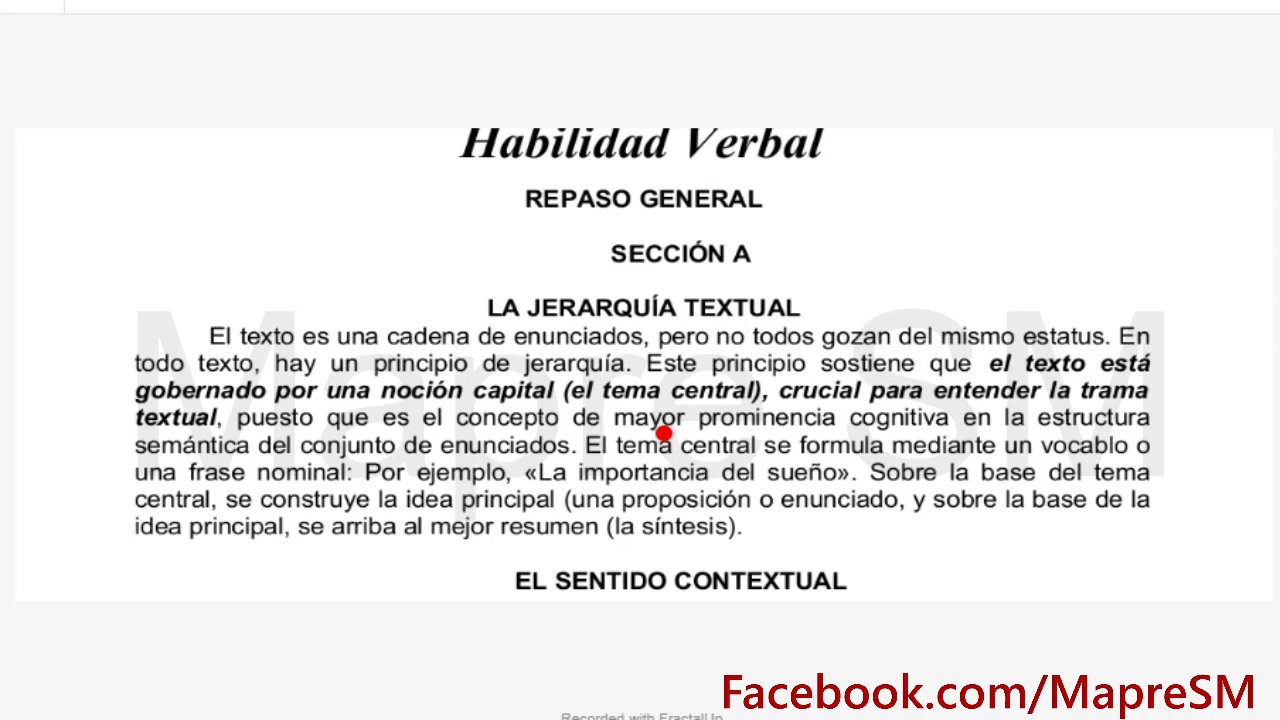 Habilidad Verbal
REPASO GENERAL
SECCIÓN A
LA JERARQUÍA TEXTUAL
El texto es una cadena de enunciados, pero no todos gozan del mismo estatus. En
todo texto, hay un principio de jerarquía. Este principio sostiene que el texto está
gobernado por una noción capital (el tema central), crucial para entender la trama
textual, puesto que es el concepto de mayor prominencia cognitiva en la estructura
semántica del conjunto de enunciados. El tema central se formula mediante un vocablo o
una frase nominal: Por ejemplo, «La importancia del sueño». Sobre la base del tema
central, se construye la idea principal (una proposición o enunciado, y sobre la base de la
idea principal, se arriba al mejor resumen (la síntesis).
EL SENTIDO CONTEXTUAL
Mapre SM
Facebook.com/MapreSM
Recorded with